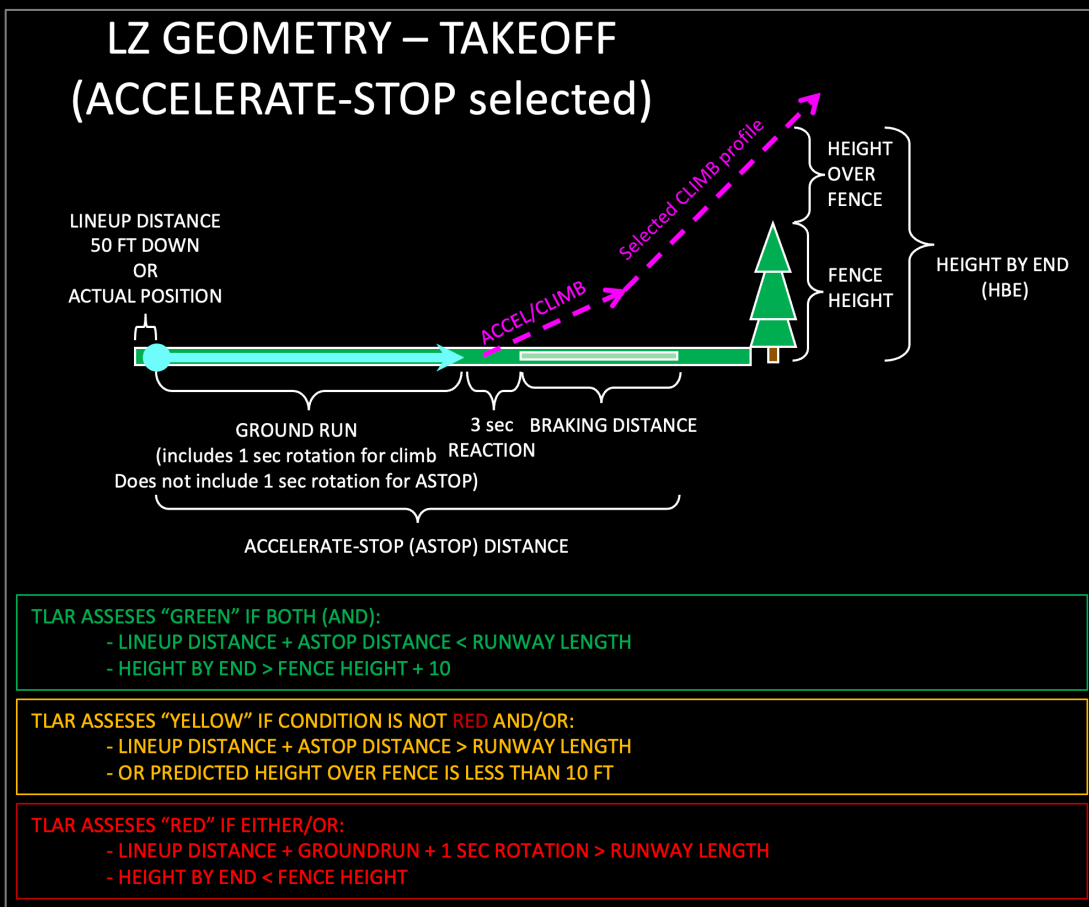 LZ GEOMETRY – TAKEOFF
(ACCELERATE-STOP selected)
LINEUP DISTANCE
50 FT DOWN
OR
ACTUAL POSITION
ACCEL/CLIMB
Selected CLIMB profile
HEIGHT
OVER
FENCE
FENCE
HEIGHT
HEIGHT BY END
(HBE)
GROUND RUN
(includes 1 sec rotation for climb
Does not include 1 sec rotation for ASTOP)
3 sec
REACTION
BRAKING DISTANCE
ACCELERATE-STOP (ASTOP) DISTANCE
TLAR ASSESES “GREEN” IF BOTH (AND):
- LINEUP DISTANCE + ASTOP DISTANCE < RUNWAY LENGTH
- HEIGHT BY END > FENCE HEIGHT + 10
TLAR ASSESES “YELLOW” IF CONDITION IS NOT RED AND/OR:
- LINEUP DISTANCE + ASTOP DISTANCE > RUNWAY LENGTH
- OR PREDICTED HEIGHT OVER FENCE IS LESS THAN 10 FT
TLAR ASSESES “RED” IF EITHER/OR:
- LINEUP DISTANCE + GROUNDRUN + 1 SEC ROTATION > RUNWAY LENGTH
- HEIGHT BY END < FENCE HEIGHT